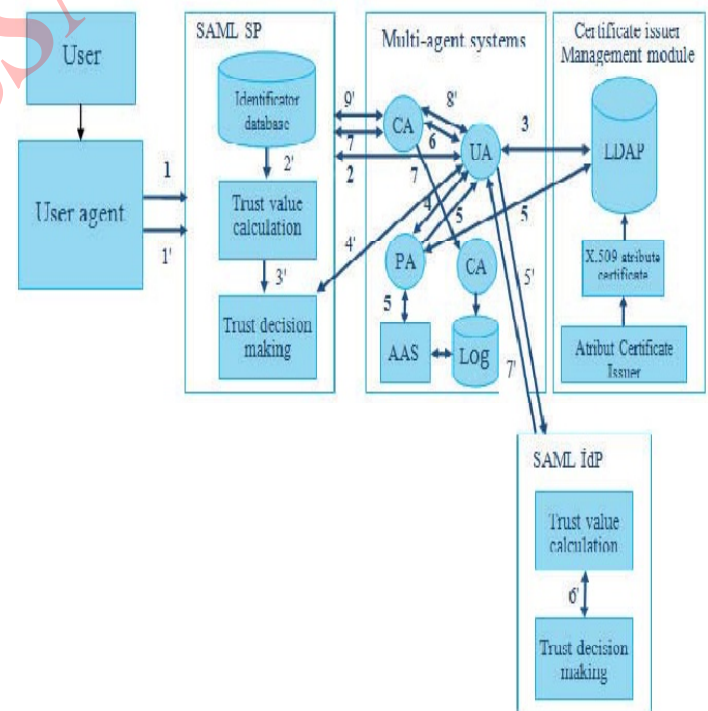 User
User agent
1
1'
SAML SP
Identificator
database
2'
Trust value
calculation
3'
Trust decision
making
Multi-agent systems
9'
7
2
CA
8'
6
UA
7
4
5
4'
PA
CA
5
AAS
Log
3
5
5'
7'
Certificate issuer
Management module
LDAP
X.509 atribute
certificate
Atribut Certificate
Issuer
SAML İdP
Trust value
calculation
6'
Trust decision
making